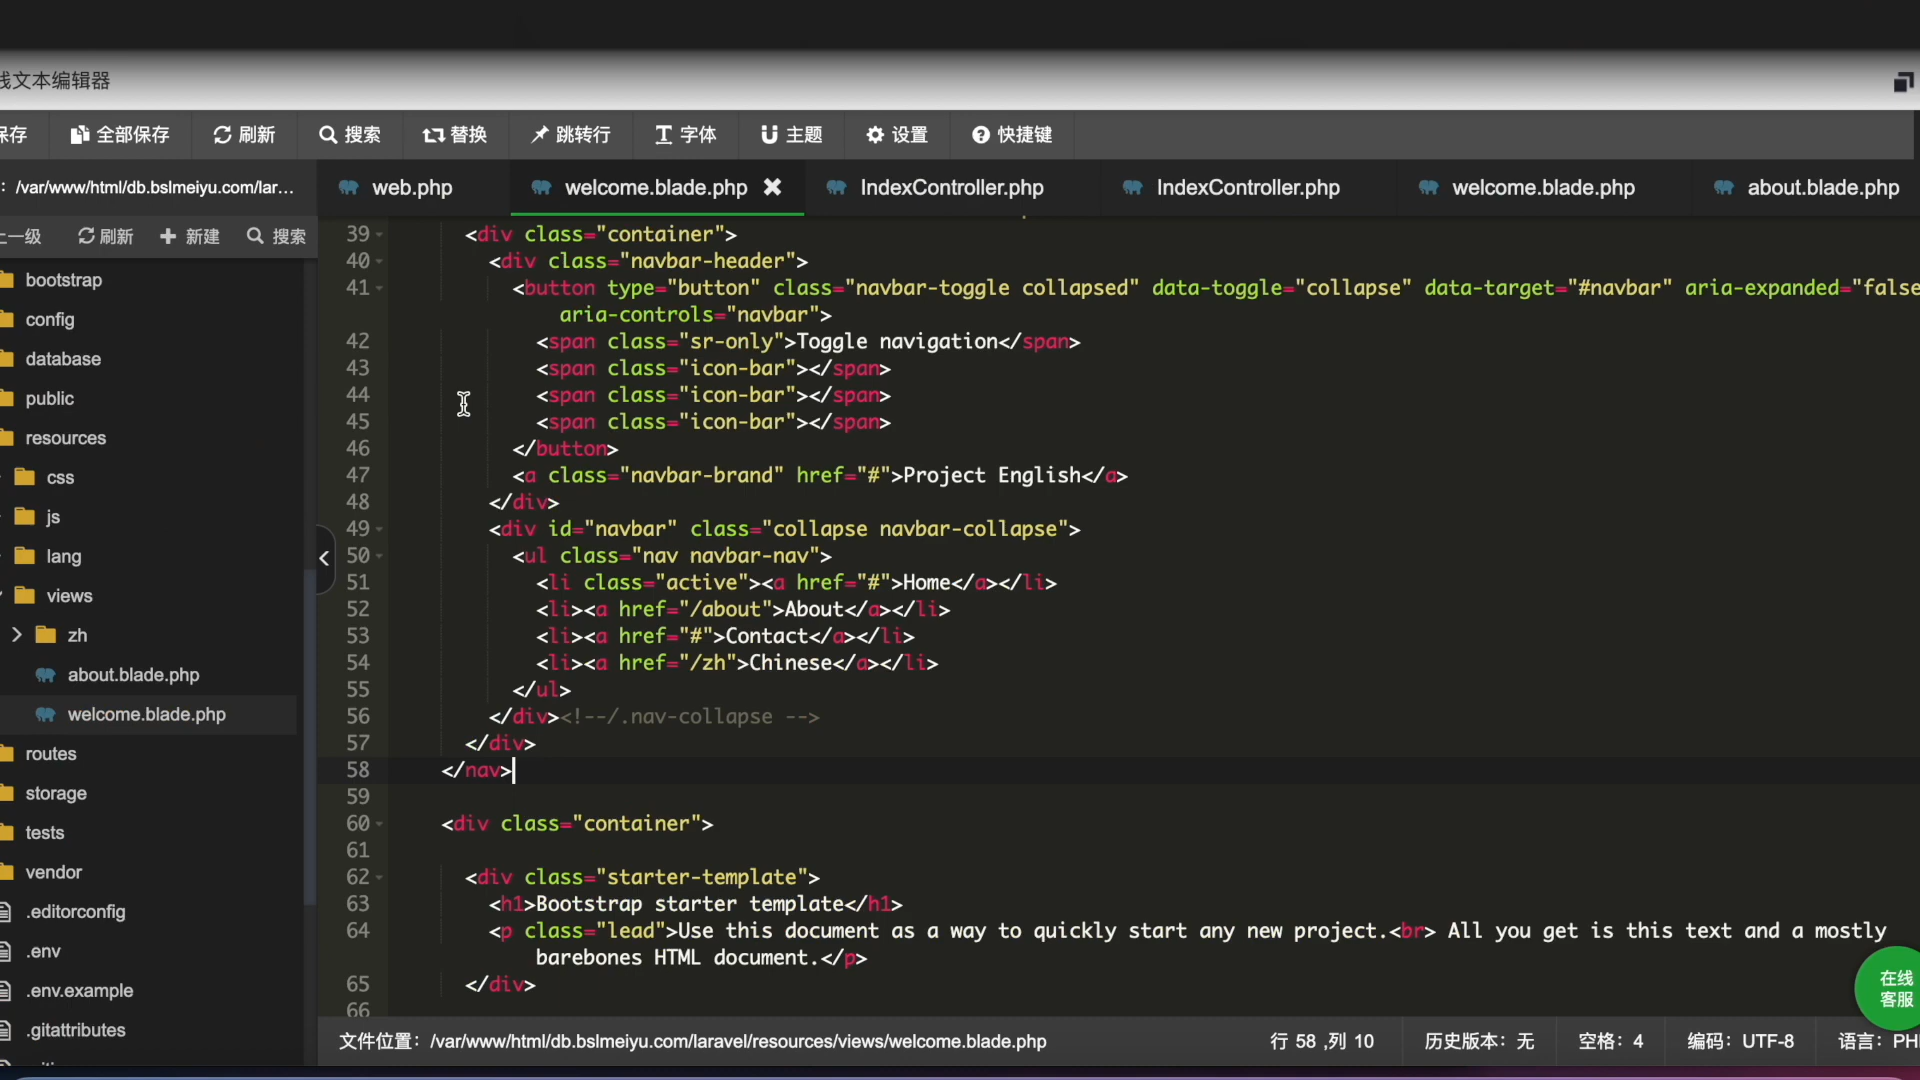 线文本编辑器
保存 全部保存 刷新 搜索 替换 跳转行 字体 主题 设置 快捷键
: /var/www/html/db.bslmeiyu.com/lar... web.php welcome.blade.php IndexController.php IndexController.php welcome.blade.php about.blade.php
上一级 刷新 新建 搜索
bootstrap
config
database
public
resources
css
js
lang
views
zh
about.blade.php
welcome.blade.php
routes
storage
tests
vendor
.editorconfig
.env
.env.example
.gitattributes
39 <div class="container">
40 <div class="navbar-header">
41 <button type="button" class="navbar-toggle collapsed" data-toggle="collapse" data-target="#navbar" aria-expanded="false
aria-controls="navbar">
42 <span class="sr-only">Toggle navigation</span>
43 <span class="icon-bar"></span>
44 <span class="icon-bar"></span>
45 <span class="icon-bar"></span>
46 </button>
47 <a class="navbar-brand" href="#">Project English</a>
48 </div>
49 <div id="navbar" class="collapse navbar-collapse">
50 <ul class="nav navbar-nav">
51 <li class="active"><a href="#">Home</a></li>
52 <li><a href="/about">About</a></li>
53 <li><a href="#">Contact</a></li>
54 <li><a href="/zh">Chinese</a></li>
55 </ul>
56 </div><!--/.nav-collapse -->
57 </div>
58 </nav>
59
60 <div class="container">
61
62 <div class="starter-template">
63 <h1>Bootstrap starter template</h1>
64 <p class="lead">Use this document as a way to quickly start any new project.<br> All you get is this text and a mostly
barebones HTML document.</p>
65 </div>
66
在线
客服
文件位置: /var/www/html/db.bslmeiyu.com/laravel/resources/views/welcome.blade.php 行 58 ,列 10 历史版本: 无 空格: 4 编码: UTF-8 语言: PH